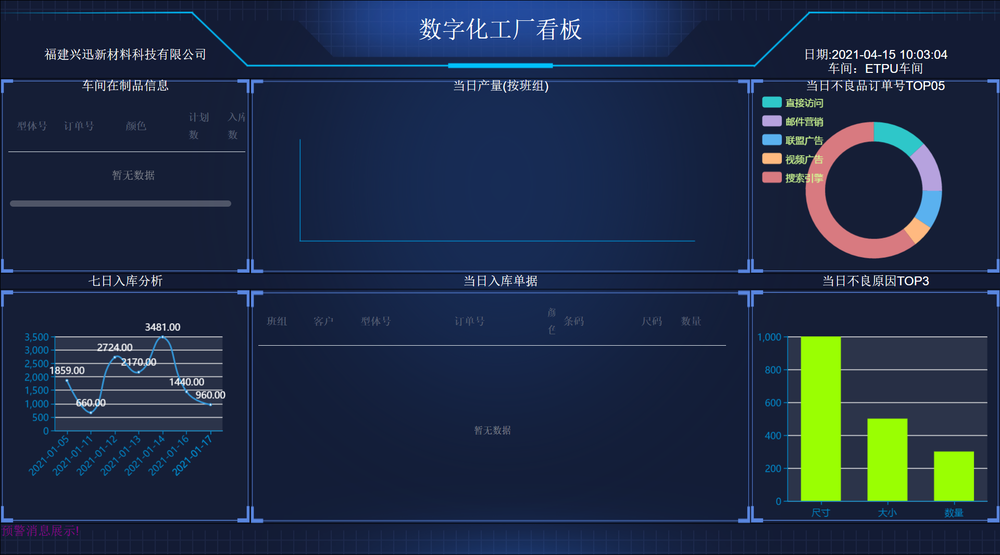 数字化工厂看板
福建兴迅新材料科技有限公司
日期:2021-04-15 10:03:04
车间：ETPU车间
车间在制品信息
型体号 订单号 颜色 计划数 入库数
暂无数据
当日产量(按班组)
当日不良品订单号TOP05
直接访问
邮件营销
联盟广告
视频广告
搜索引擎
七日入库分析
3,500
3,000
2,500
2,000
1,500
1,000
500
0
1859.00
660.00
2724.00
2170.00
3481.00
1440.00
960.00
2021-01-05
2021-01-11
2021-01-12
2021-01-13
2021-01-14
2021-01-16
2021-01-17
当日入库单据
班组 客户 型体号 订单号 颜色 条码 尺码 数量
暂无数据
当日不良原因TOP3
1,000
800
600
400
200
0
尺寸 大小 数量
预警消息展示!